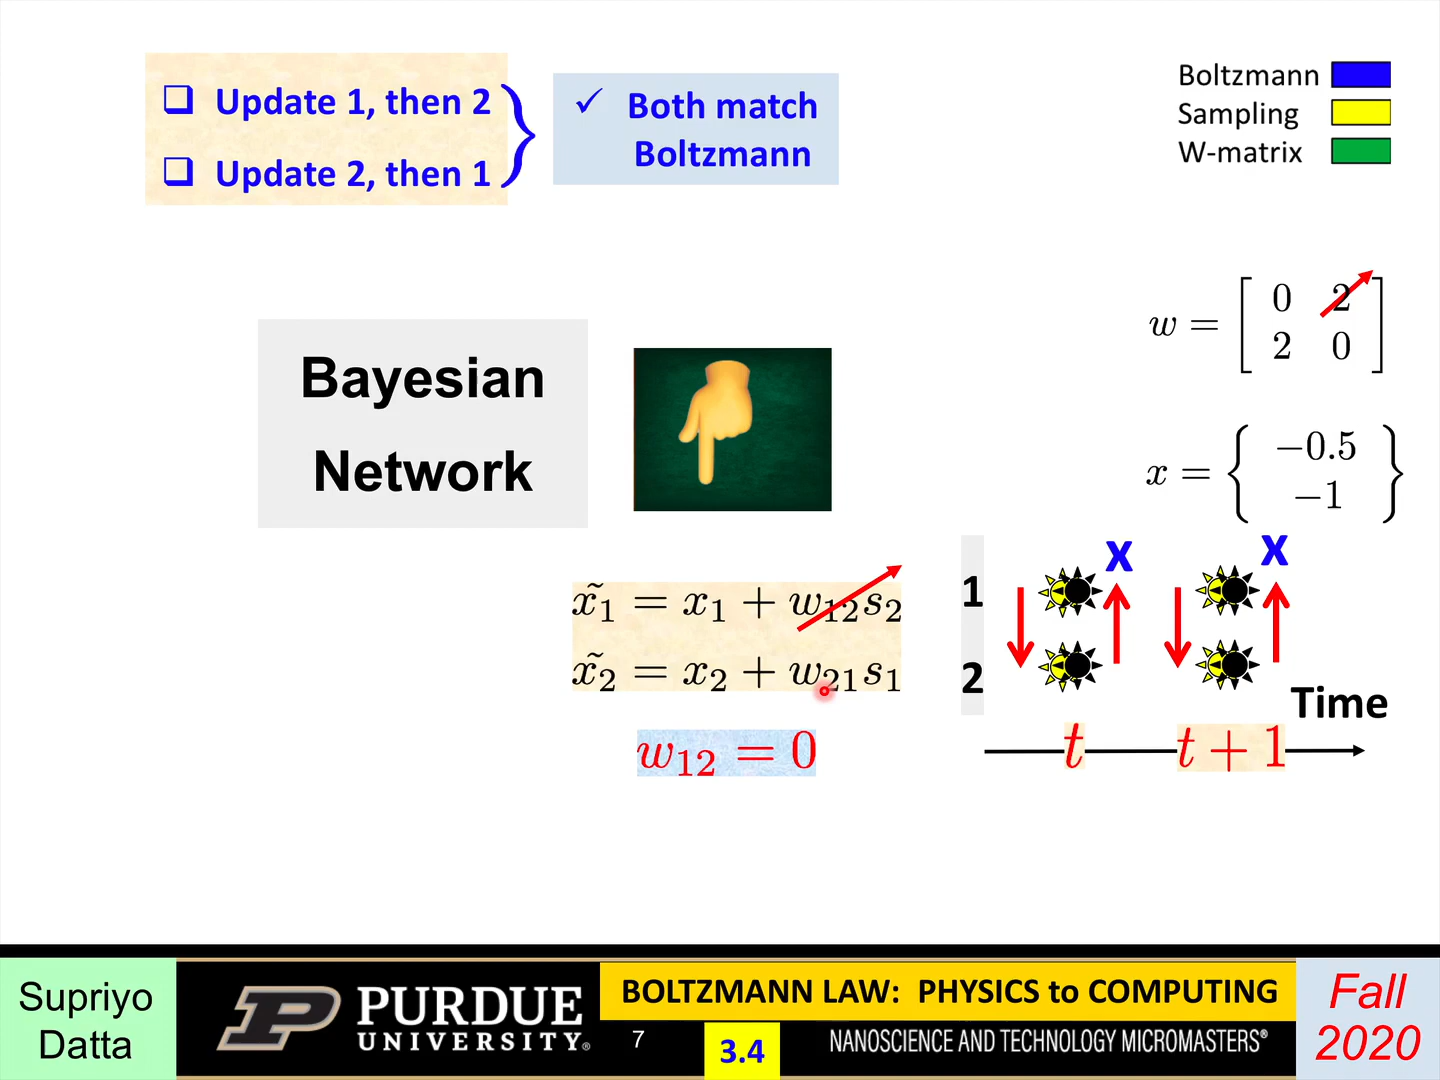 ❑ Update 1, then 2
❑ Update 2, then 1
✓ Both match
Boltzmann
Boltzmann
Sampling
W-matrix
w = [ 0 2
2 0 ]
Bayesian
Network
x = { −0.5
−1 }
x̃₁ = x₁ + w₁₂s₂
x̃₂ = x₂ + w₂₁s₁
w₁₂ = 0
1
2
X
X
Time
t
t + 1
Supriyo
Datta
PURDUE
UNIVERSITY®
7
BOLTZMANN LAW: PHYSICS to COMPUTING
3.4
NANOSCIENCE AND TECHNOLOGY MICROMASTERS®
Fall
2020